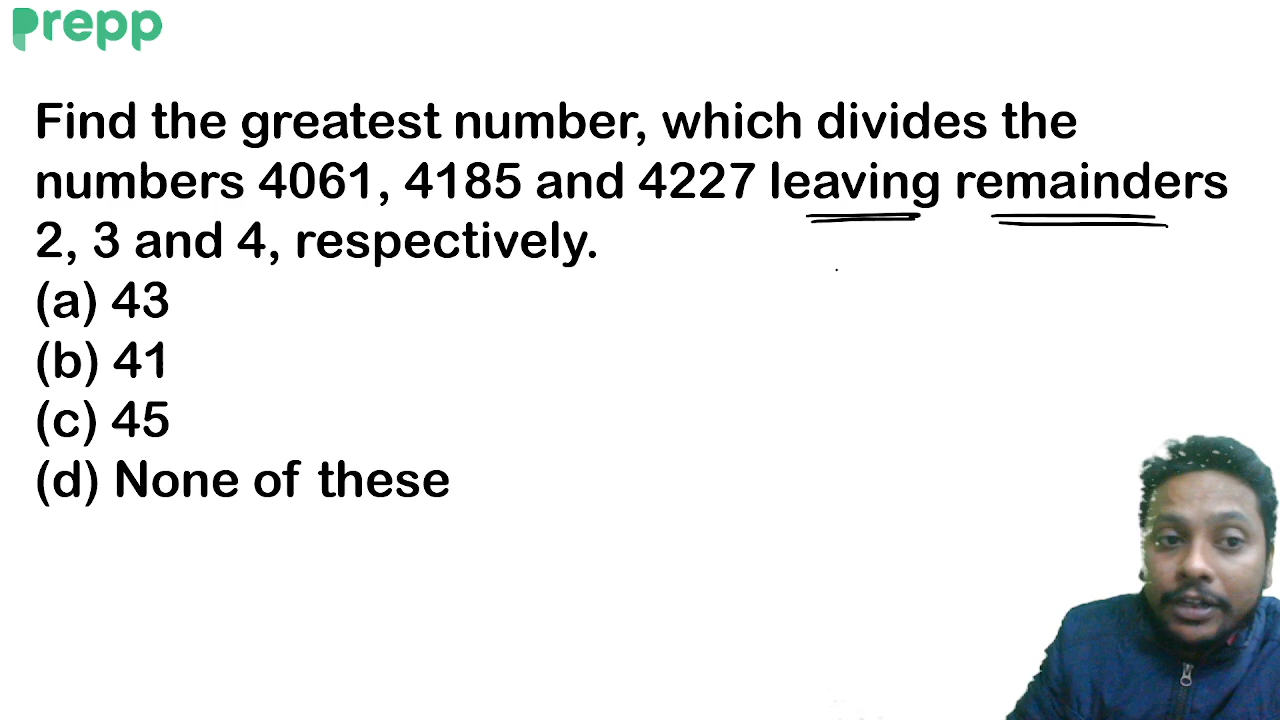 Prepp
Find the greatest number, which divides the
numbers 4061, 4185 and 4227 leaving remainders
2, 3 and 4, respectively.
(a) 43
(b) 41
(c) 45
(d) None of these